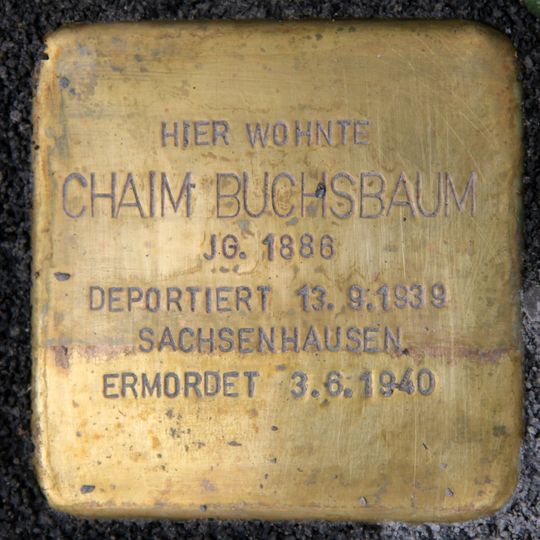 HIER WOHNTE
CHAIM BUCHSBAUM
JG. 1886
DEPORTIERT 13.9.1939
SACHSENHAUSEN
ERMORDET 3.6.1940